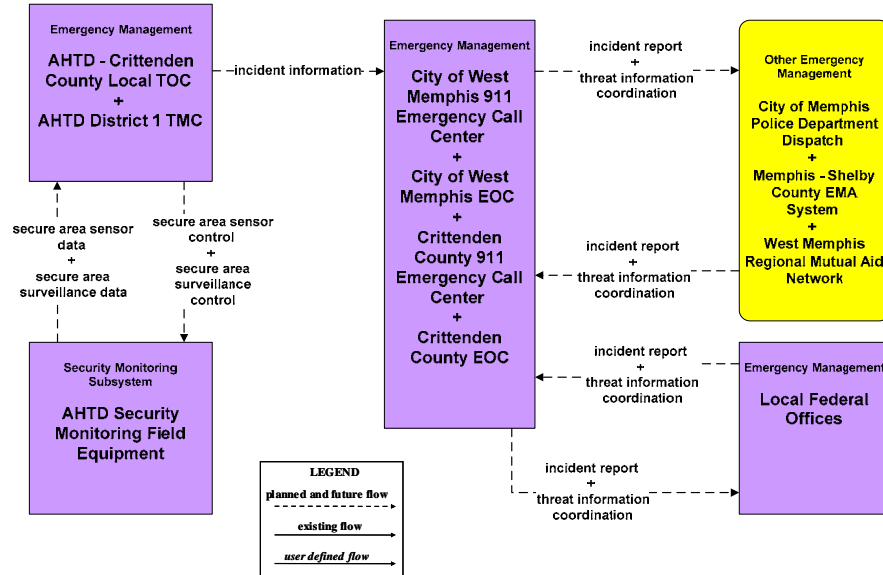 Emergency Management
AHTD - Crittenden
County Local TOC
+
AHTD District 1 TMC
incident information
Emergency Management
City of West
Memphis 911
Emergency Call
Center
+
City of West
Memphis EOC
+
Crittenden
County 911
Emergency Call
Center
+
Crittenden
County EOC
incident report
+
threat information
coordination
Other Emergency
Management
City of Memphis
Police Department
Dispatch
+
Memphis - Shelby
County EMA
System
+
West Memphis
Regional Mutual Aid
Network
secure area sensor
data
+
secure area
surveillance data
secure area sensor
control
+
secure area
surveillance
control
incident report
+
threat information
coordination
Security Monitoring
Subsystem
AHTD Security
Monitoring Field
Equipment
incident report
+
threat information
coordination
Emergency Management
Local Federal
Offices
incident report
+
threat information
coordination
LEGEND
planned and future flow
existing flow
user defined flow